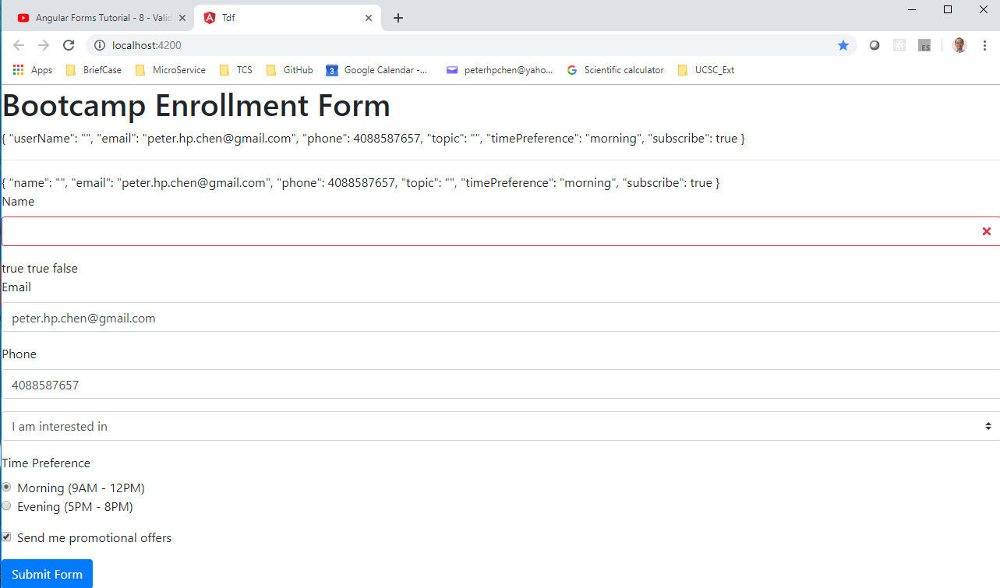 Angular Forms Tutorial - 8 - Valid
Tdf
localhost:4200
Apps BriefCase MicroService TCS GitHub 3 Google Calendar -... peterhpchen@yaho... G Scientific calculator UCSC_Ext
ES
Bootcamp Enrollment Form
{ "userName": "", "email": "peter.hp.chen@gmail.com", "phone": 4088587657, "topic": "", "timePreference": "morning", "subscribe": true }
{ "name": "", "email": "peter.hp.chen@gmail.com", "phone": 4088587657, "topic": "", "timePreference": "morning", "subscribe": true }
Name
true true false
Email
peter.hp.chen@gmail.com
Phone
4088587657
I am interested in
Time Preference
Morning (9AM - 12PM)
Evening (5PM - 8PM)
Send me promotional offers
Submit Form